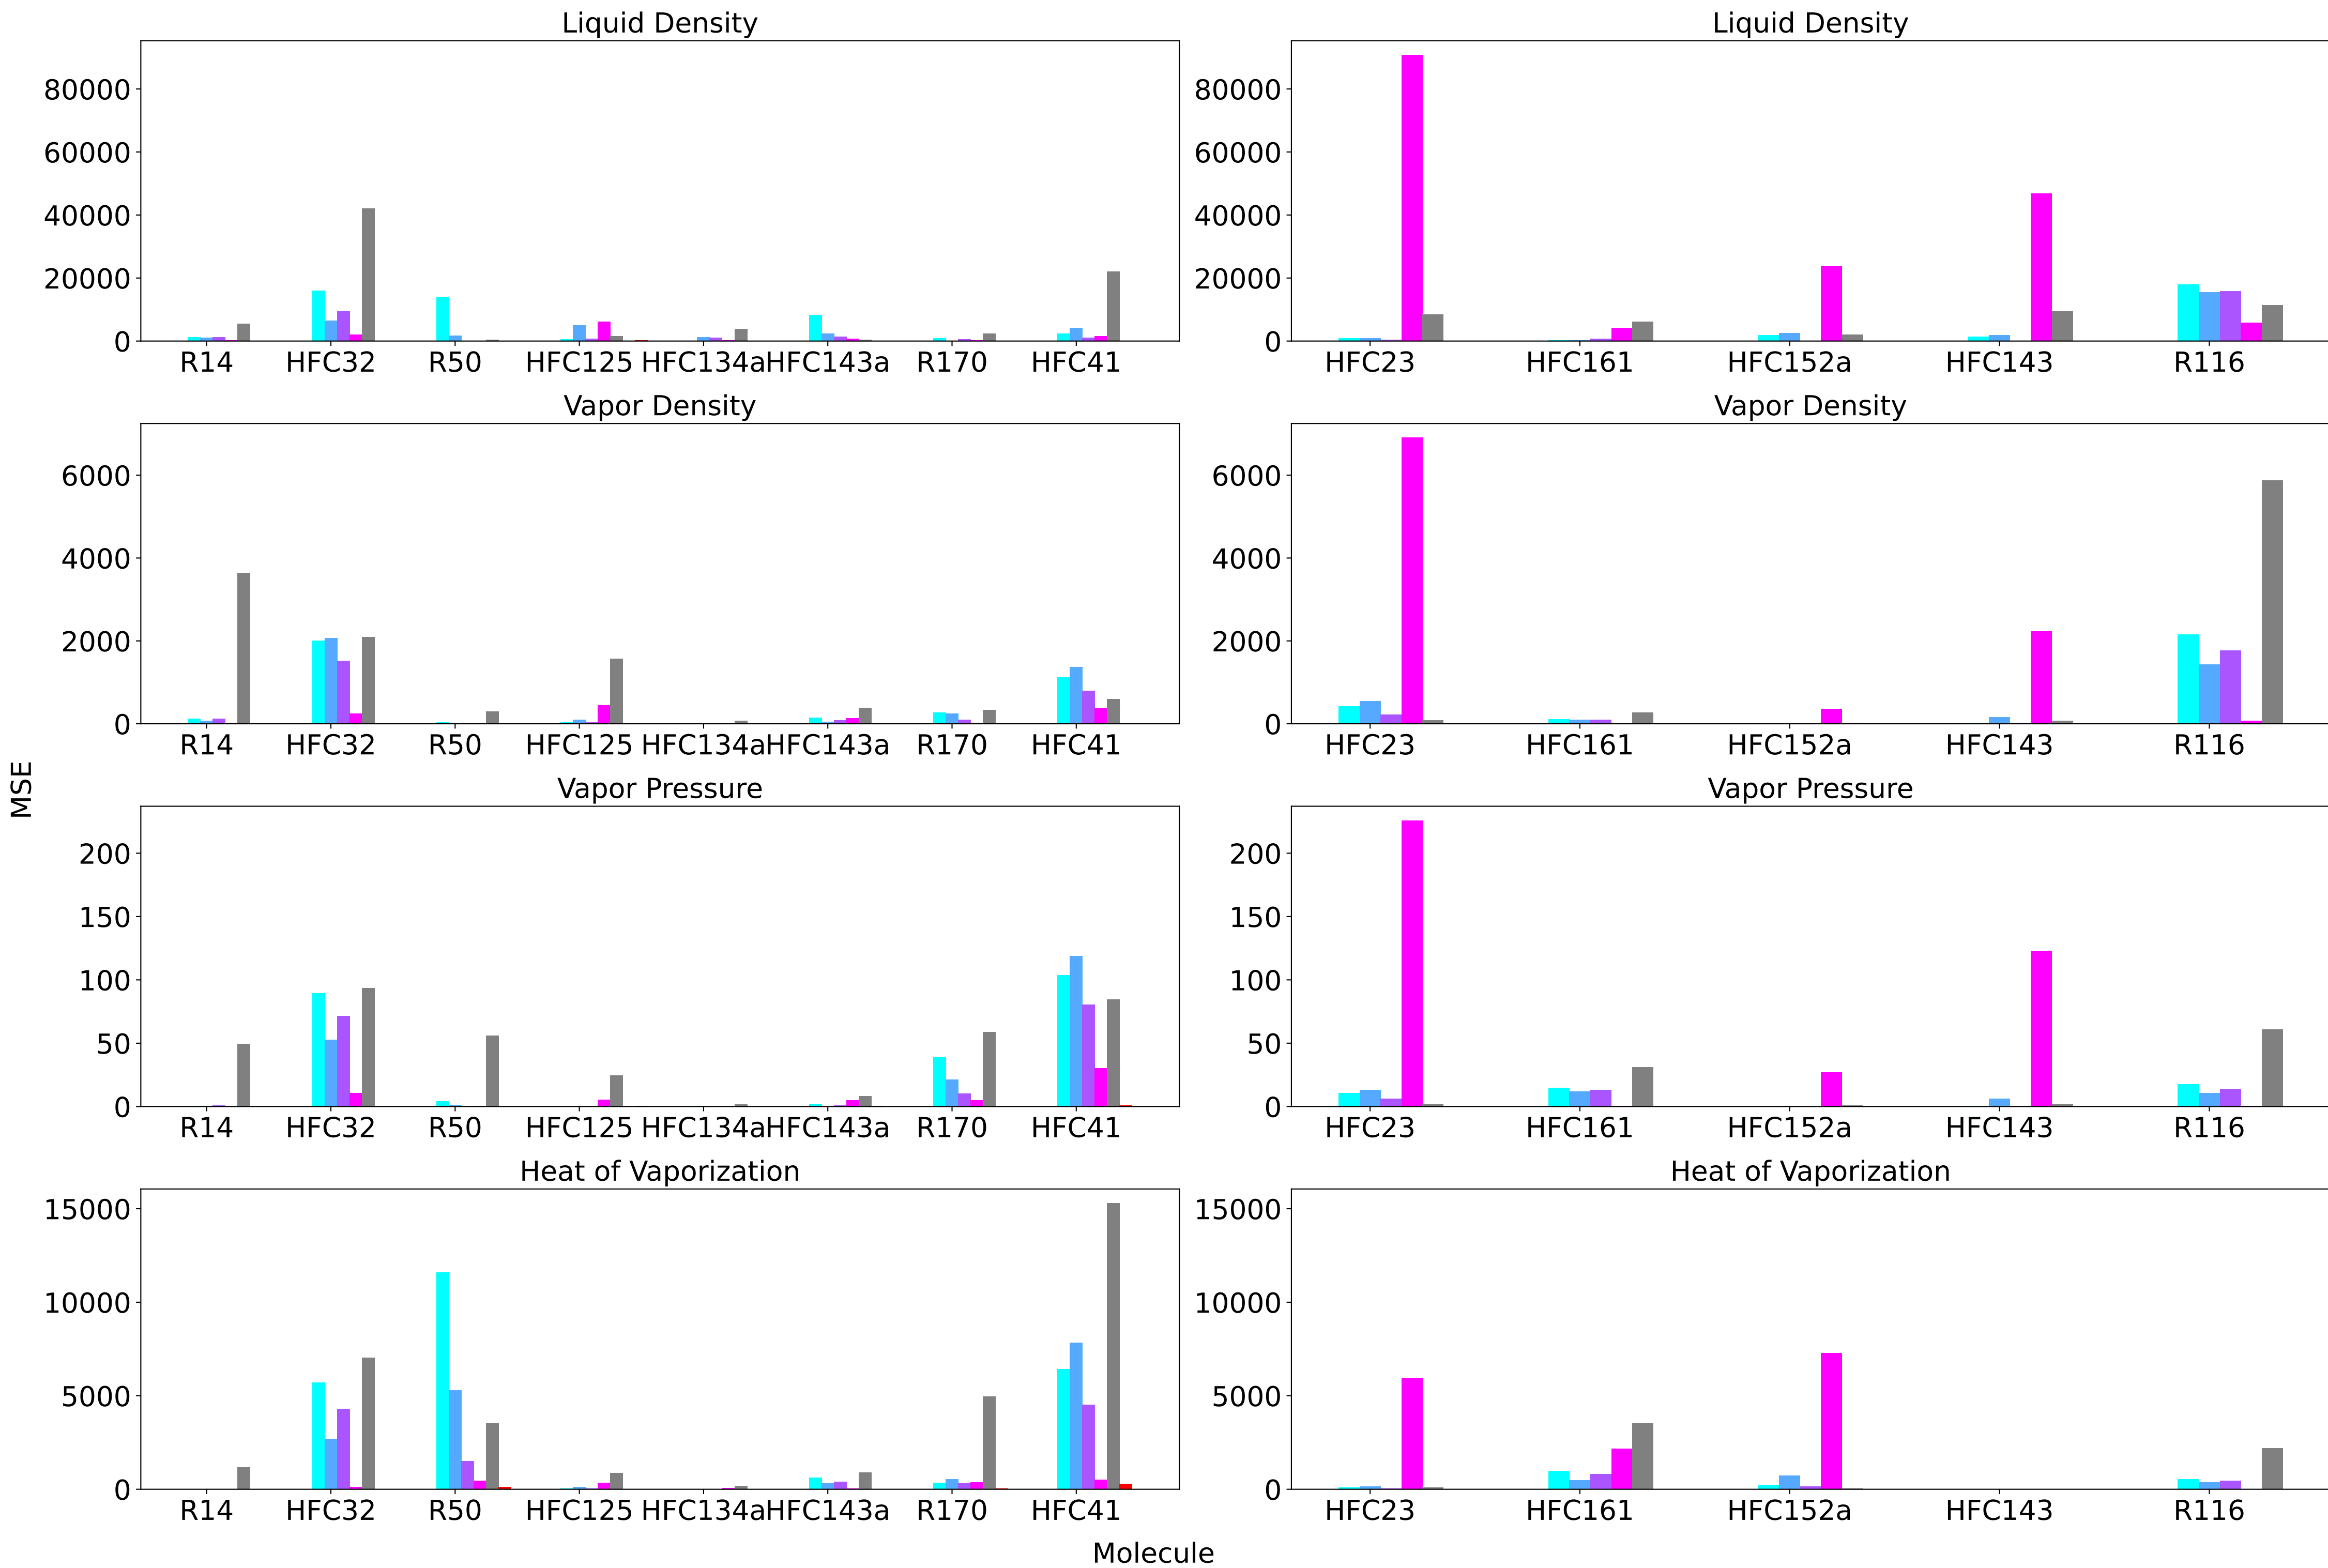 Liquid Density
80000
60000
40000
20000
0
R14 HFC32 R50 HFC125 HFC134a HFC143a R170 HFC41
Liquid Density
80000
60000
40000
20000
0
HFC23 HFC161 HFC152a HFC143 R116
Vapor Density
6000
4000
2000
0
R14 HFC32 R50 HFC125 HFC134a HFC143a R170 HFC41
Vapor Density
6000
4000
2000
0
HFC23 HFC161 HFC152a HFC143 R116
MSE
Vapor Pressure
200
150
100
50
0
R14 HFC32 R50 HFC125 HFC134a HFC143a R170 HFC41
Vapor Pressure
200
150
100
50
0
HFC23 HFC161 HFC152a HFC143 R116
Heat of Vaporization
15000
10000
5000
0
R14 HFC32 R50 HFC125 HFC134a HFC143a R170 HFC41
Heat of Vaporization
15000
10000
5000
0
HFC23 HFC161 HFC152a HFC143 R116
Molecule